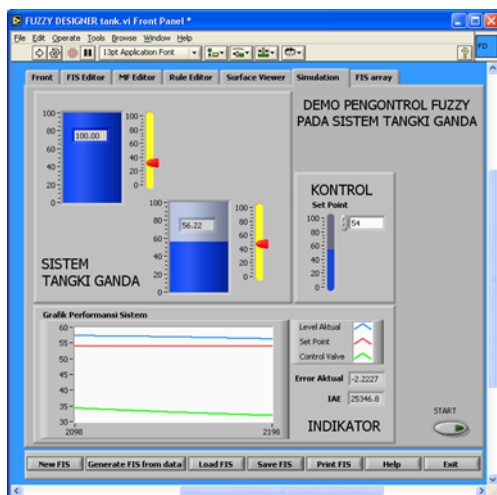 FUZZY DESIGNER tank.vi Front Panel *
File Edit Operate Tools Browse Window Help
13pt Application Font
FD
Front FIS Editor MF Editor Rule Editor Surface Viewer Simulation FIS array
DEMO PENGONTROL FUZZY
PADA SISTEM TANGKI GANDA
100
80
60
40
20
0
100.00
100
80
60
40
20
0
100
80
60
40
20
0
56.22
100
80
60
40
20
0
SISTEM
TANGKI GANDA
KONTROL
Set Point
100
80
60
40
20
0
54
Grafik Performansi Sistem
60
55
50
45
40
35
30
2098 2198
Level Aktual
Set Point
Control Valve
Error Aktual -2.2227
IAE 25346.8
INDIKATOR
START
New FIS Generate FIS from data Load FIS Save FIS Print FIS Help Exit